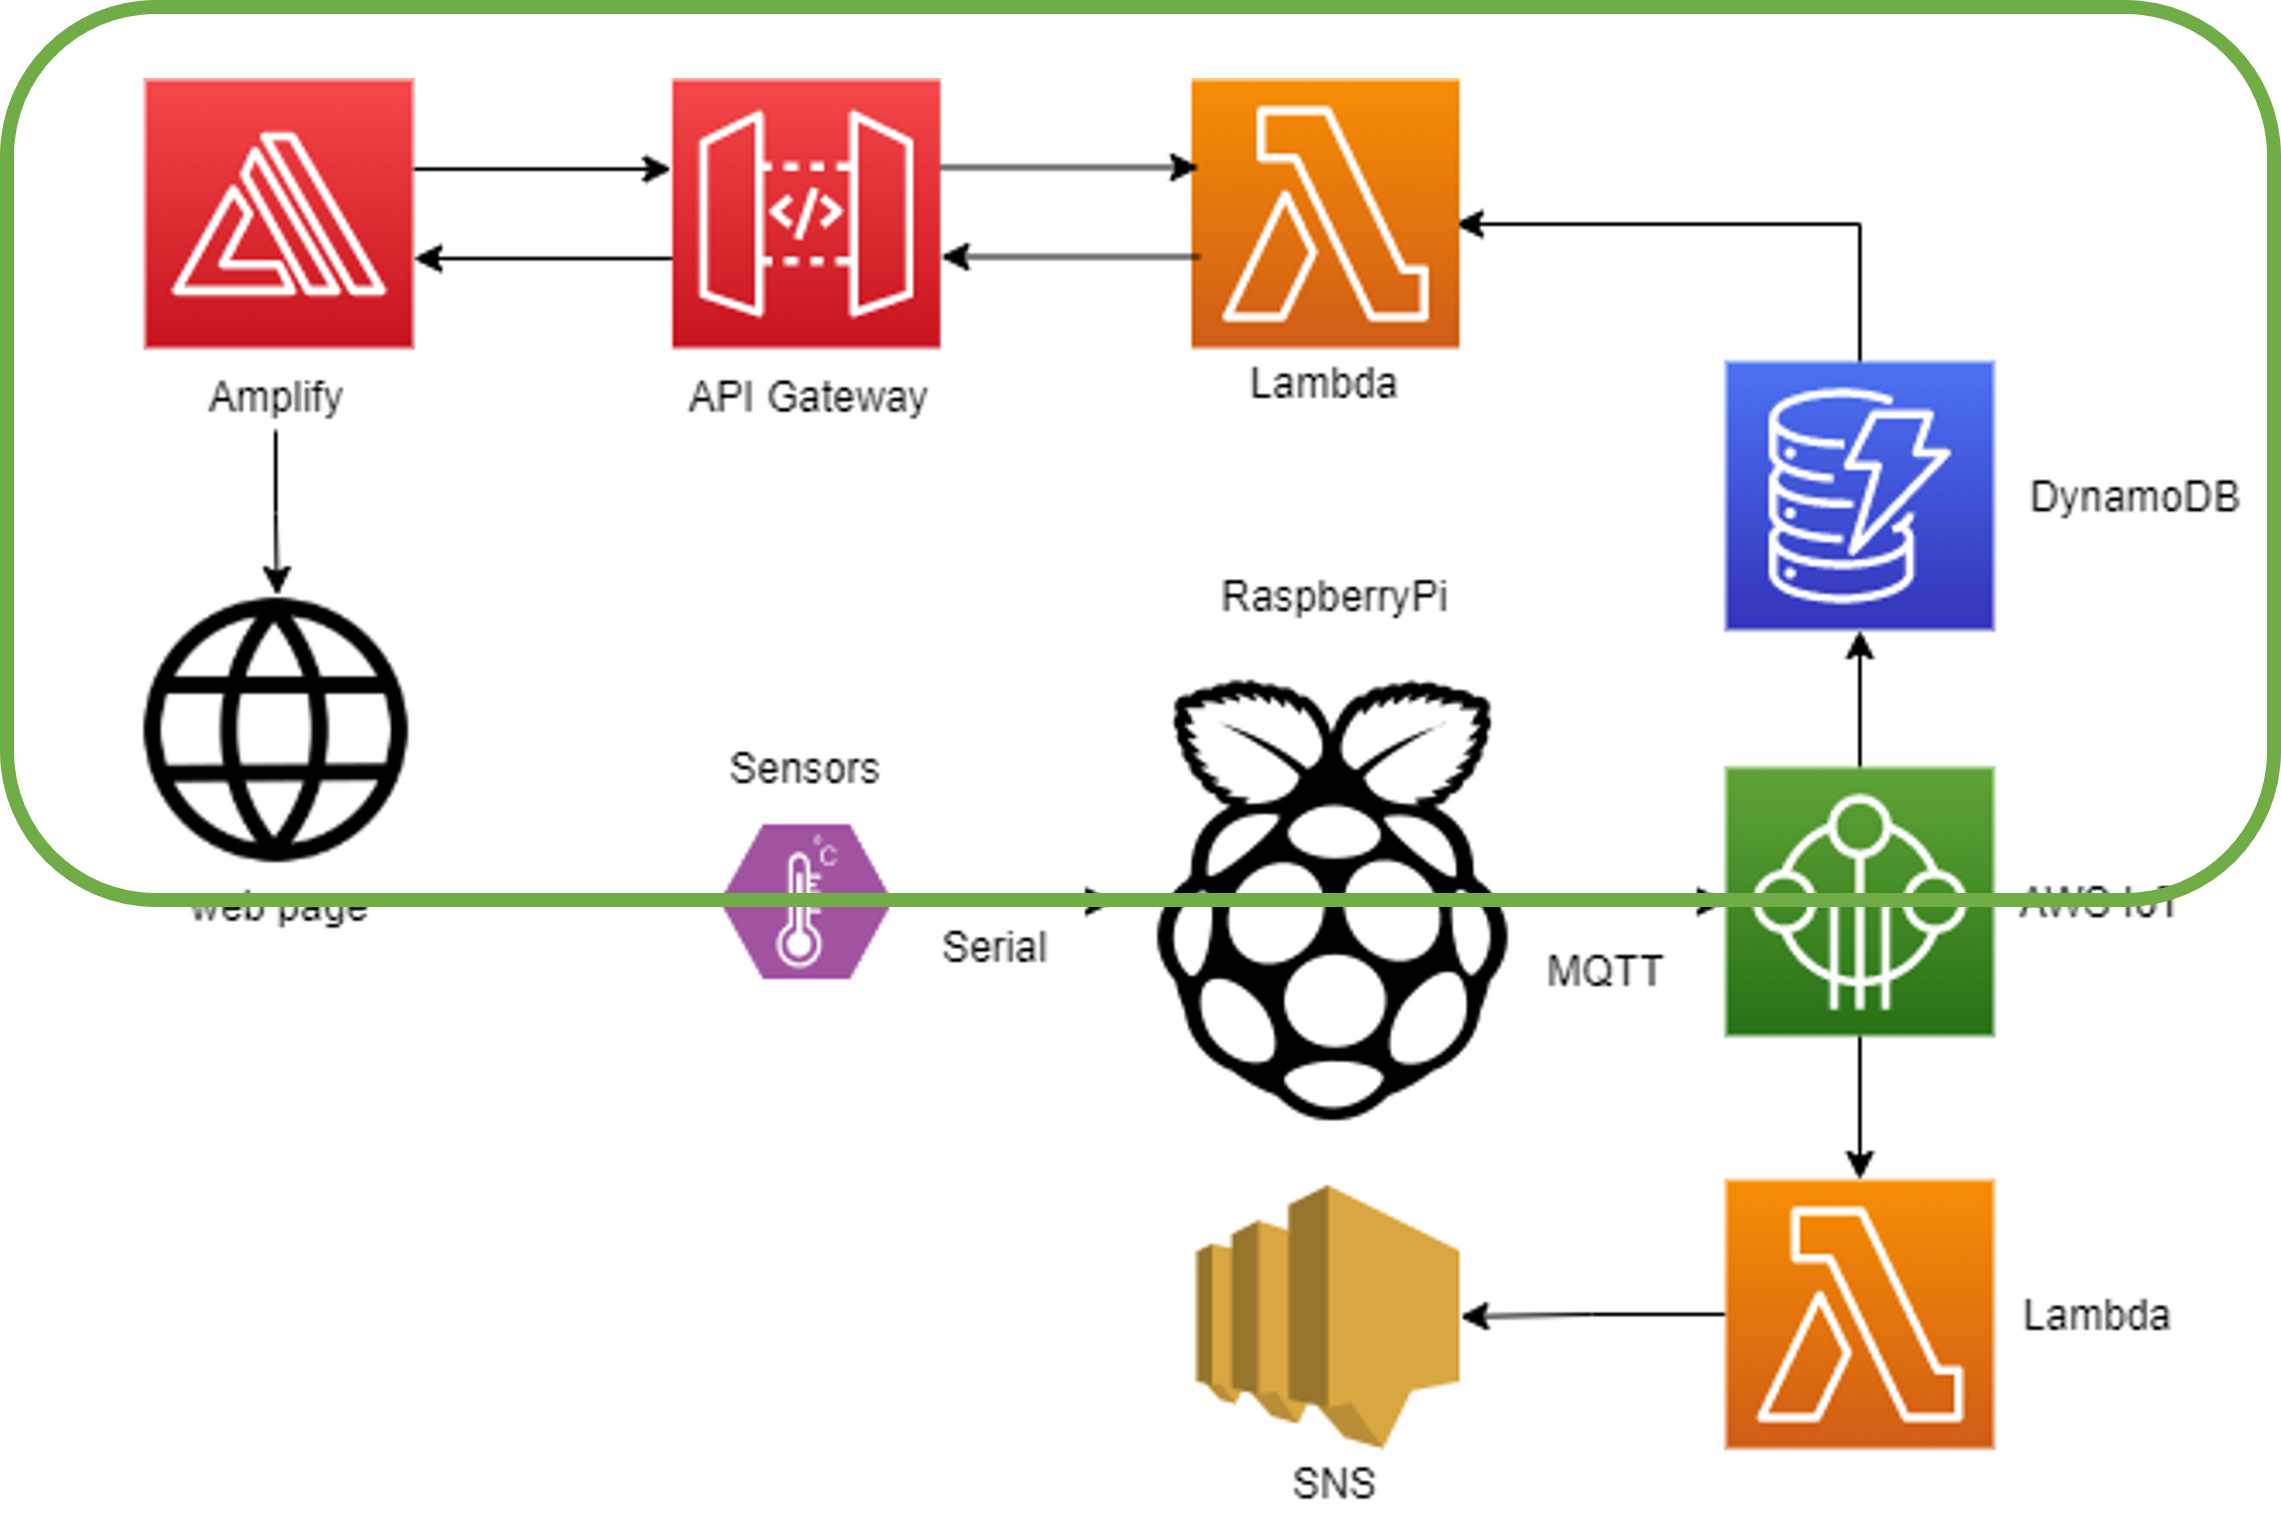 Amplify
API Gateway
Lambda
DynamoDB
RaspberryPi
Sensors
°C
web page
AWS IoT
Serial
MQTT
Lambda
SNS